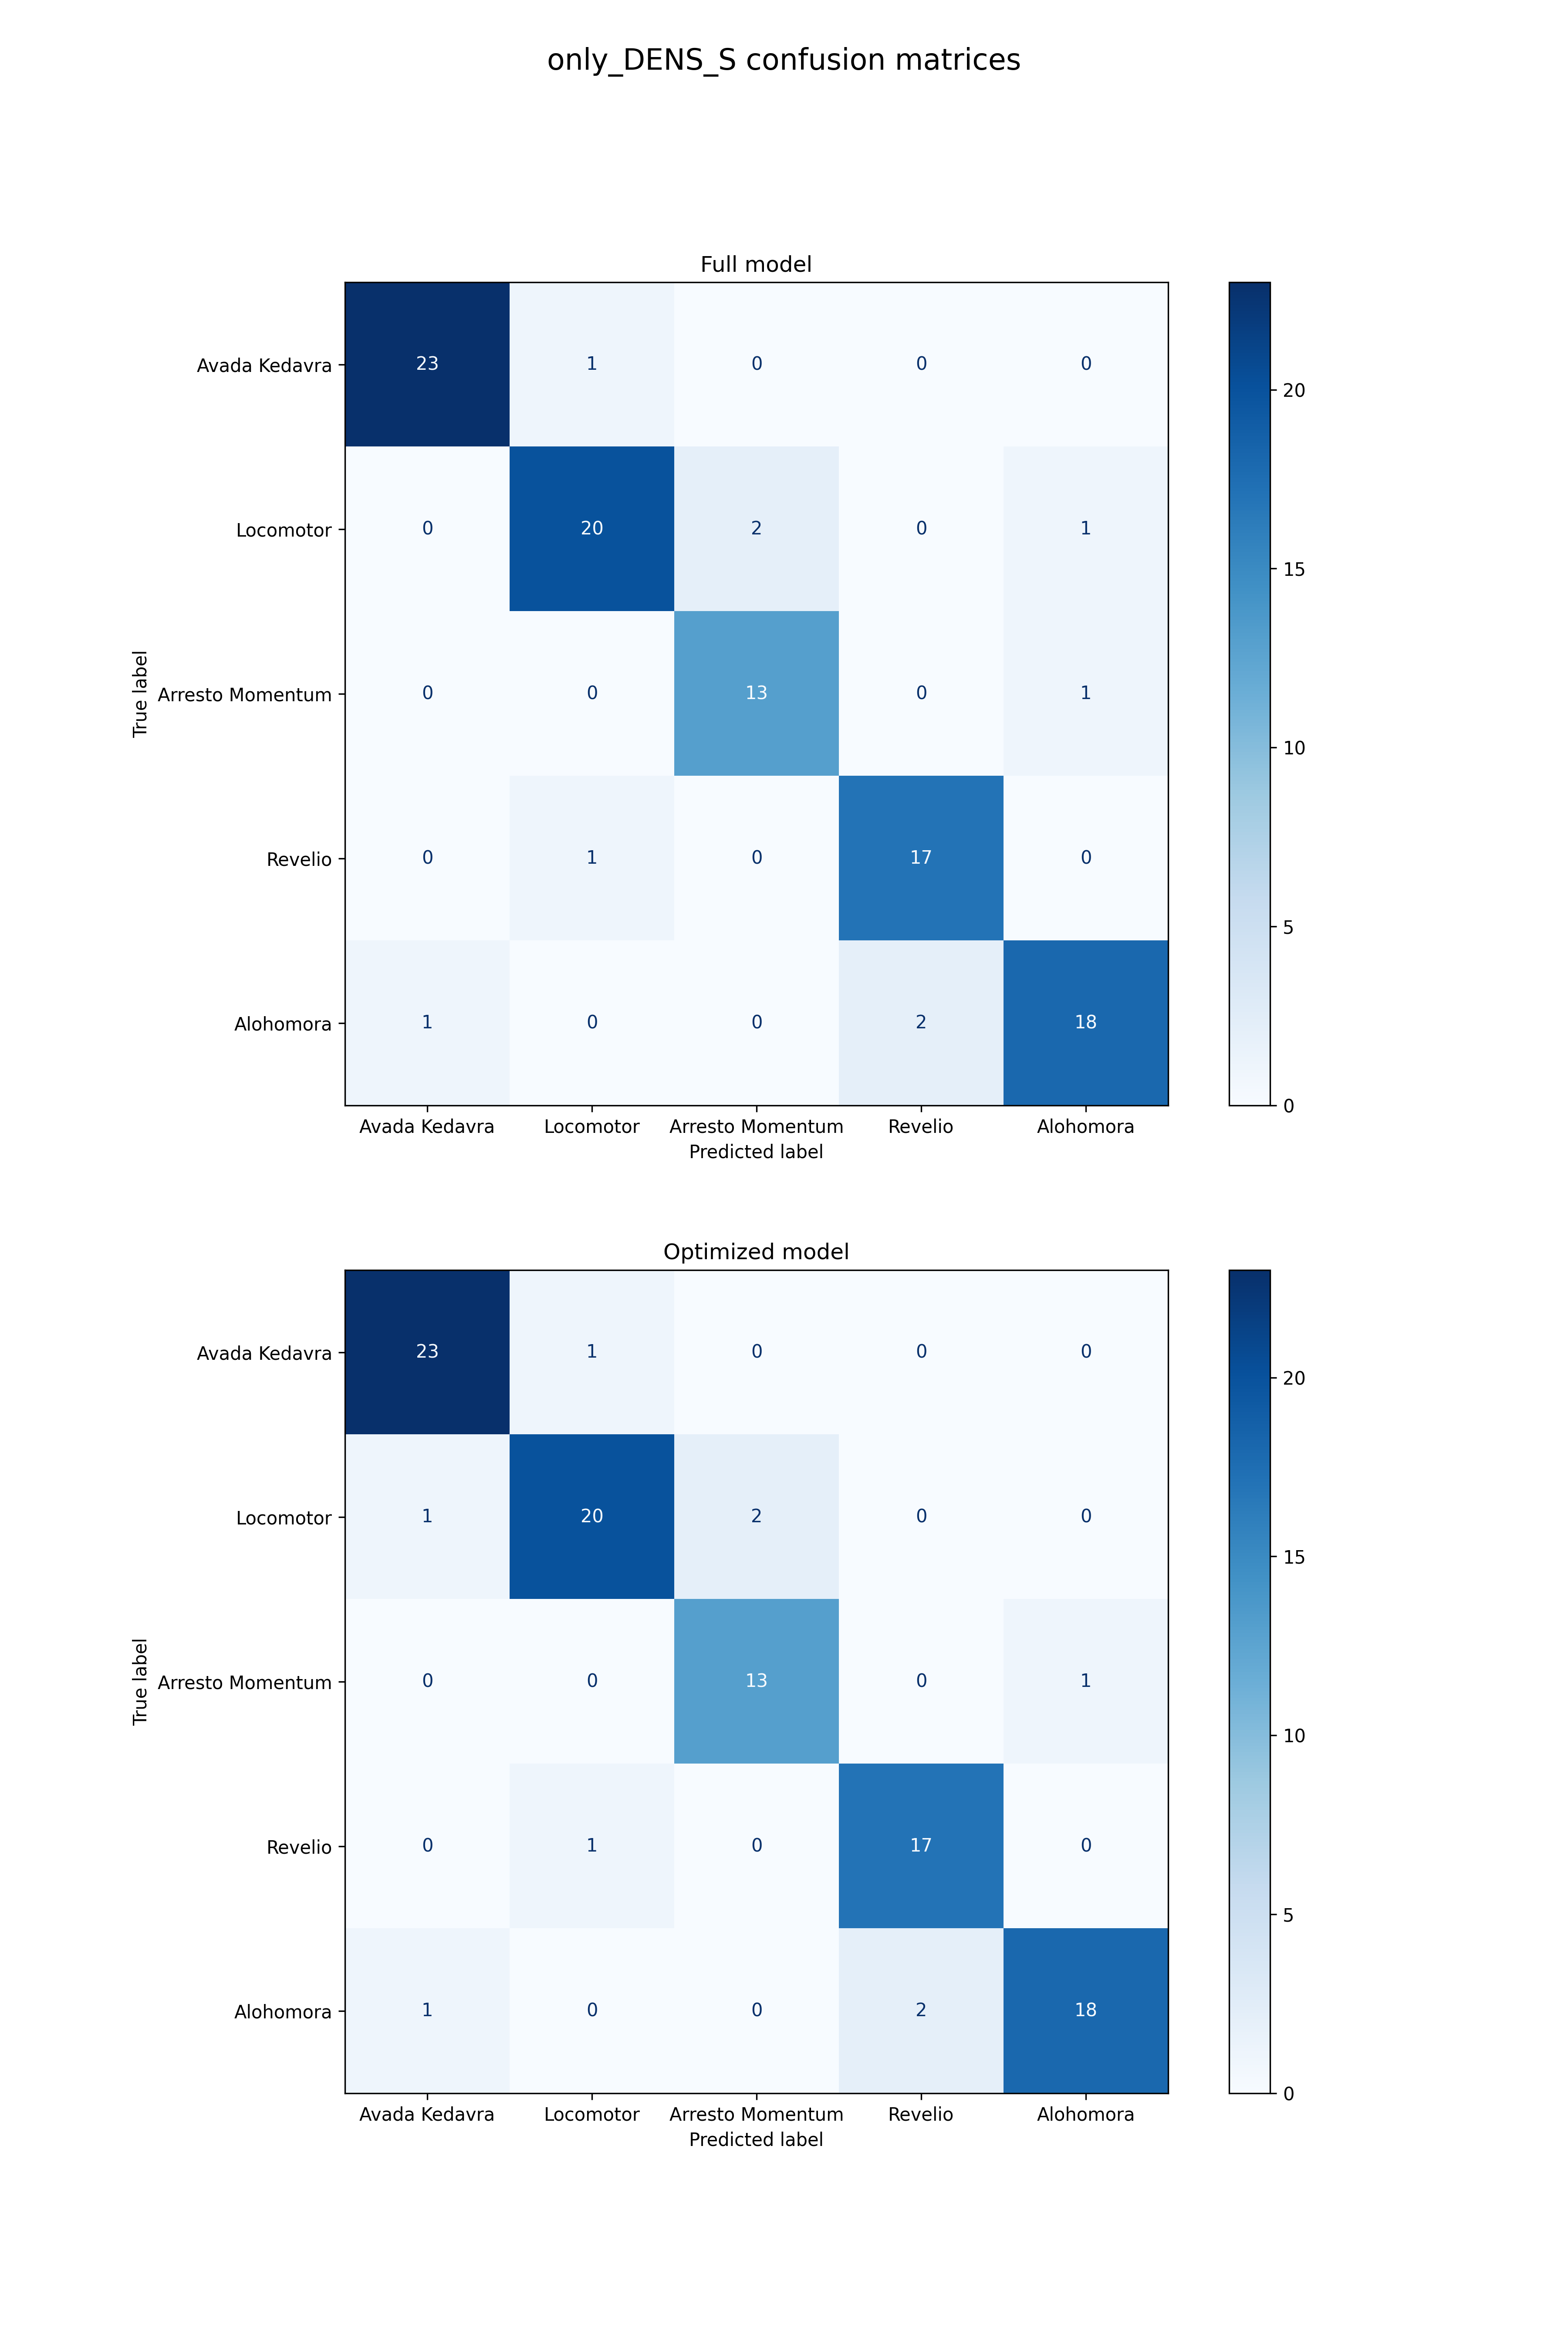 only_DENS_S confusion matrices
Full model
Avada Kedavra 23 1 0 0 0
20
Locomotor 0 20 2 0 1
15
True label
Arresto Momentum 0 0 13 0 1
10
Revelio 0 1 0 17 0
5
Alohomora 1 0 0 2 18
0
Avada Kedavra Locomotor Arresto Momentum Revelio Alohomora
Predicted label
Optimized model
Avada Kedavra 23 1 0 0 0
20
Locomotor 1 20 2 0 0
15
True label
Arresto Momentum 0 0 13 0 1
10
Revelio 0 1 0 17 0
5
Alohomora 1 0 0 2 18
0
Avada Kedavra Locomotor Arresto Momentum Revelio Alohomora
Predicted label